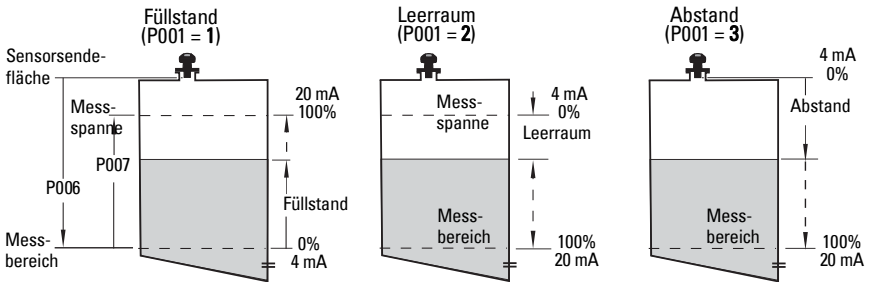 Füllstand
(P001 = 1)
Sensorsende-
fläche
Mess-
spanne
20 mA
100%
P007
P006
Füllstand
Mess-
bereich
0%
4 mA
Leerraum
(P001 = 2)
Mess-
spanne
4 mA
0%
Leerraum
Mess-
bereich
100%
20 mA
Abstand
(P001 = 3)
4 mA
0%
Abstand
Mess-
bereich
100%
20 mA